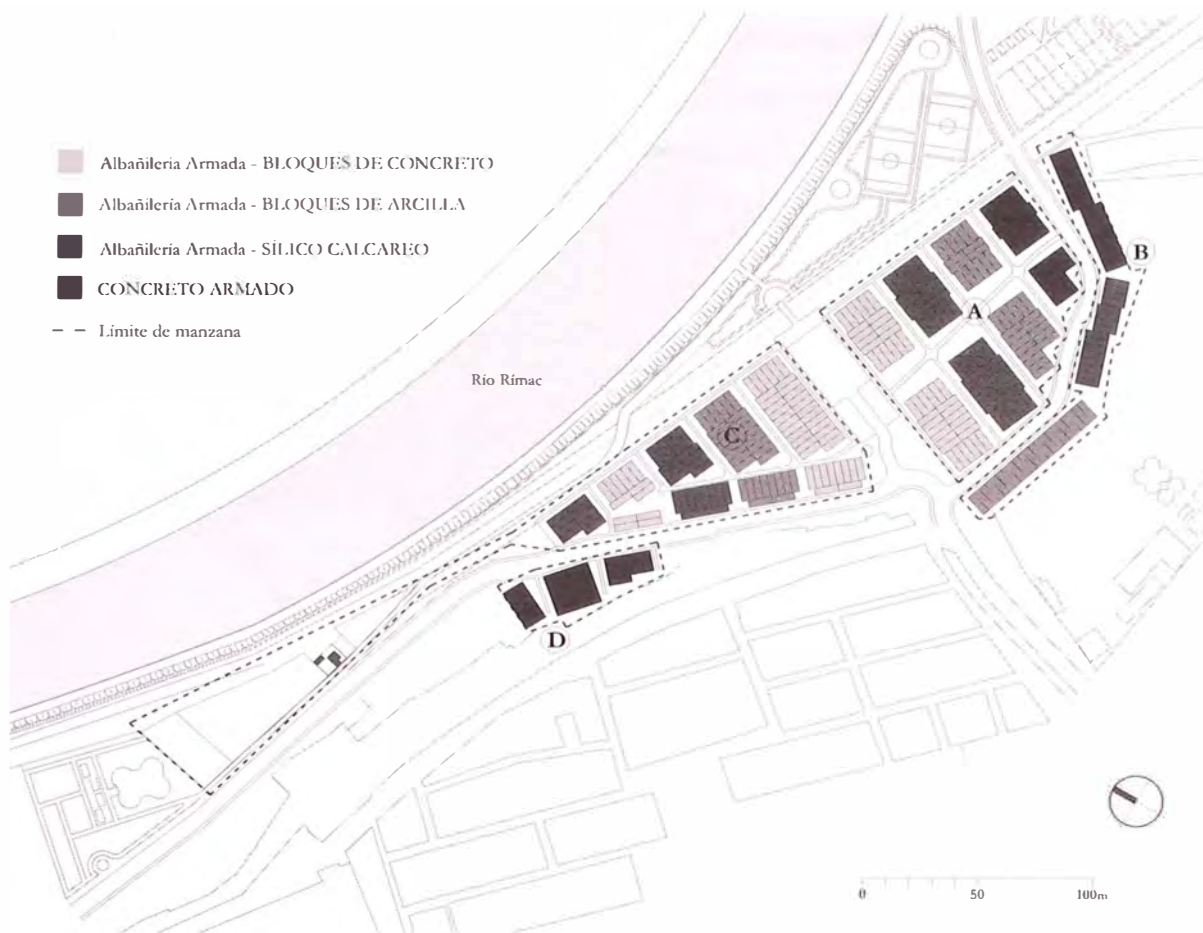 Albañilería Armada - BLOQUES DE CONCRETO
Albañilería Armada - BLOQUES DE ARCILLA
Albañilería Armada - SÍLICO CALCAREO
CONCRETO ARMADO
Límite de manzana
Río Rímac
B
A
C
D
0 50 100m